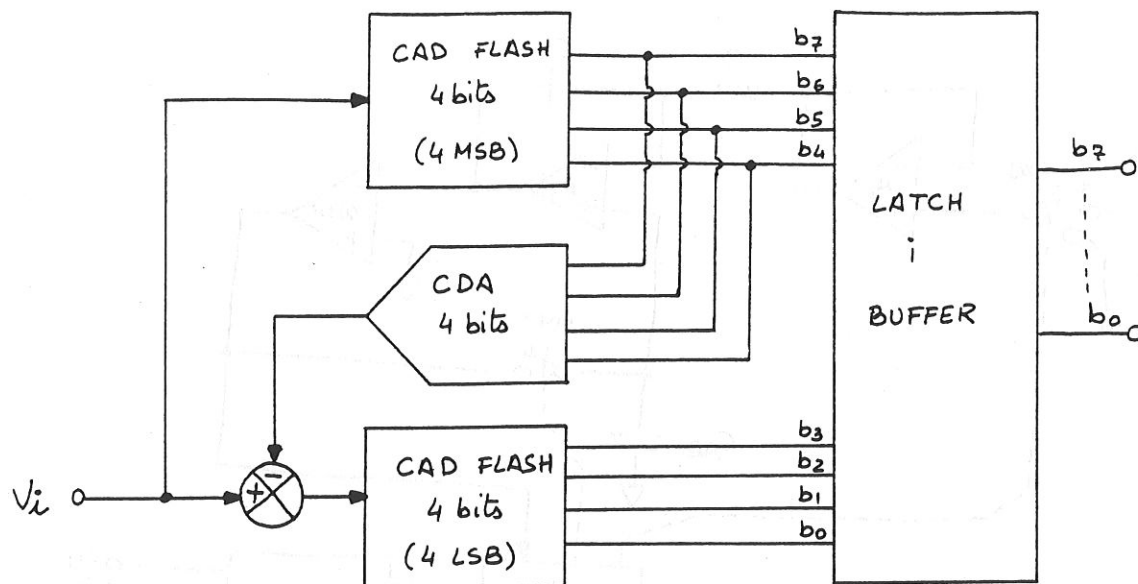 CAD FLASH
4 bits
(4 MSB)
b7
b6
b5
b4
CDA
4 bits
LATCH
i
BUFFER
b7
b0
Vi
+
−
CAD FLASH
4 bits
(4 LSB)
b3
b2
b1
b0